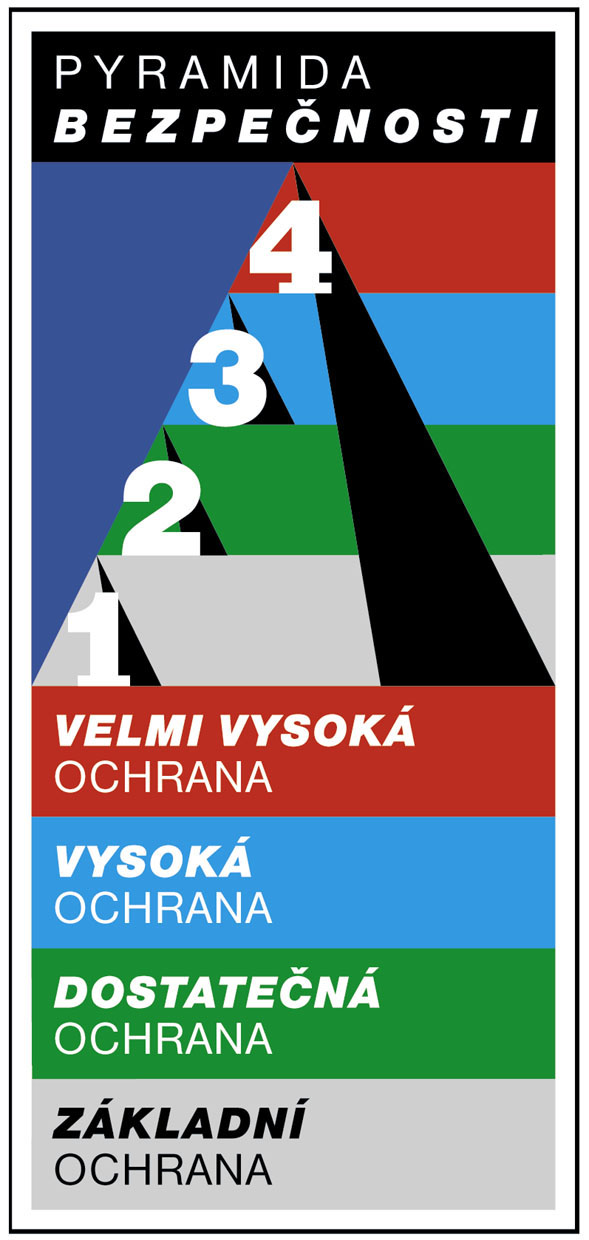 PYRAMIDA
BEZPEČNOSTI
4
3
2
1
VELMI VYSOKÁ
OCHRANA
VYSOKÁ
OCHRANA
DOSTATEČNÁ
OCHRANA
ZÁKLADNÍ
OCHRANA